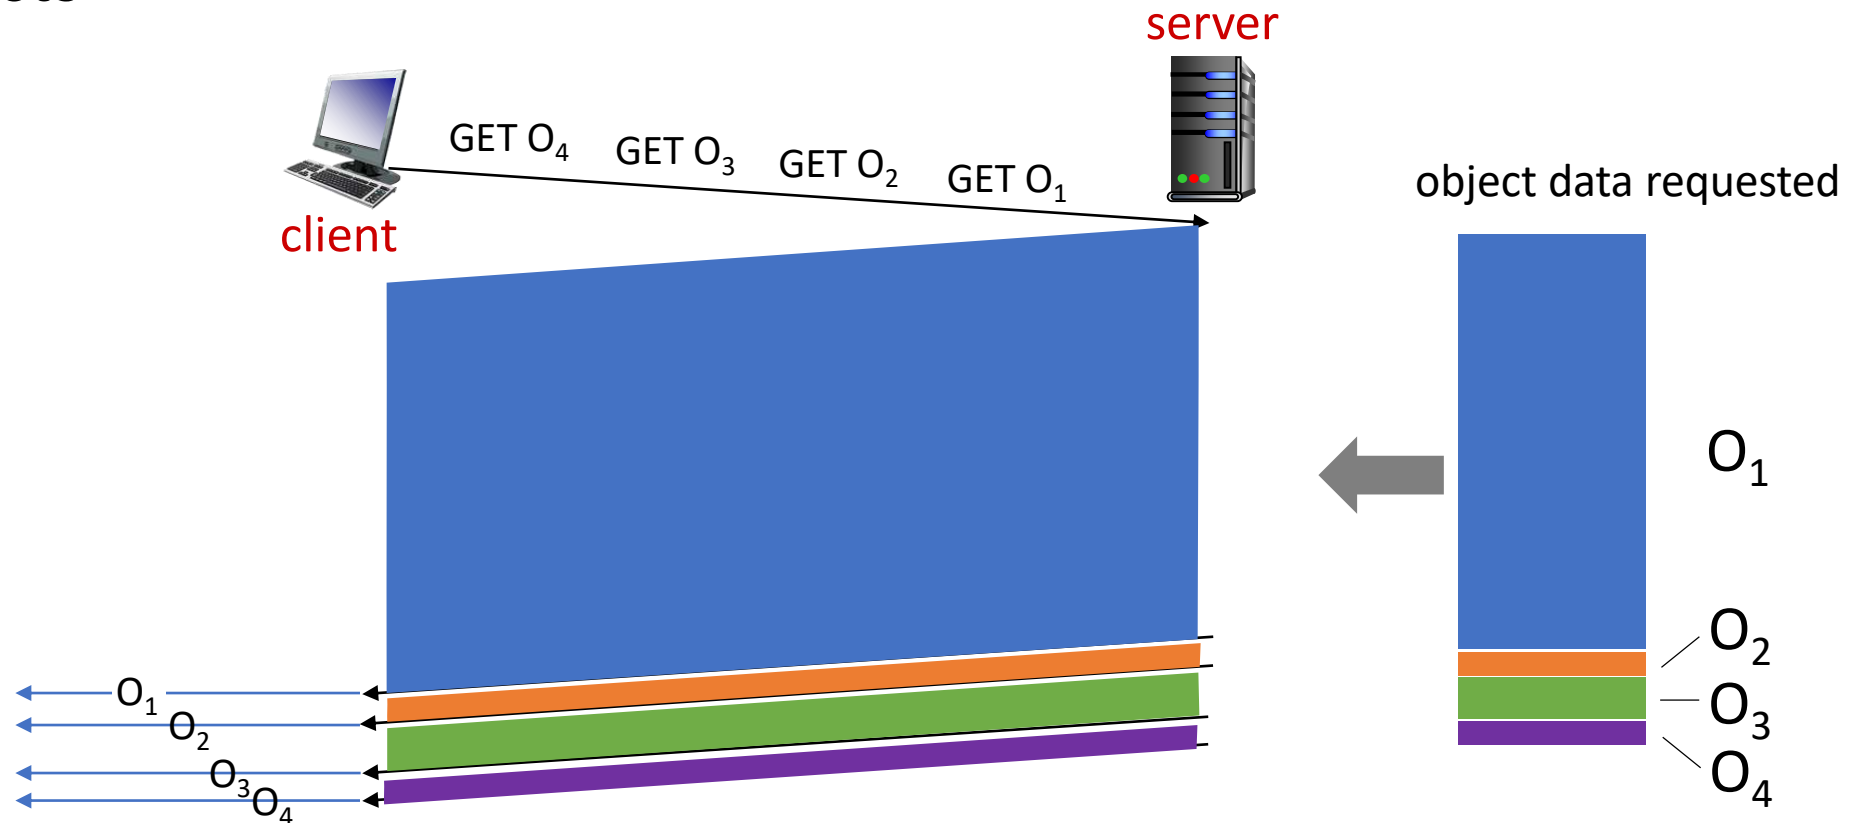 server
GET O₄
GET O₃
GET O₂
GET O₁
object data requested
client
O₁
O₂
O₃
O₄
O₁
O₂
O₃
O₄